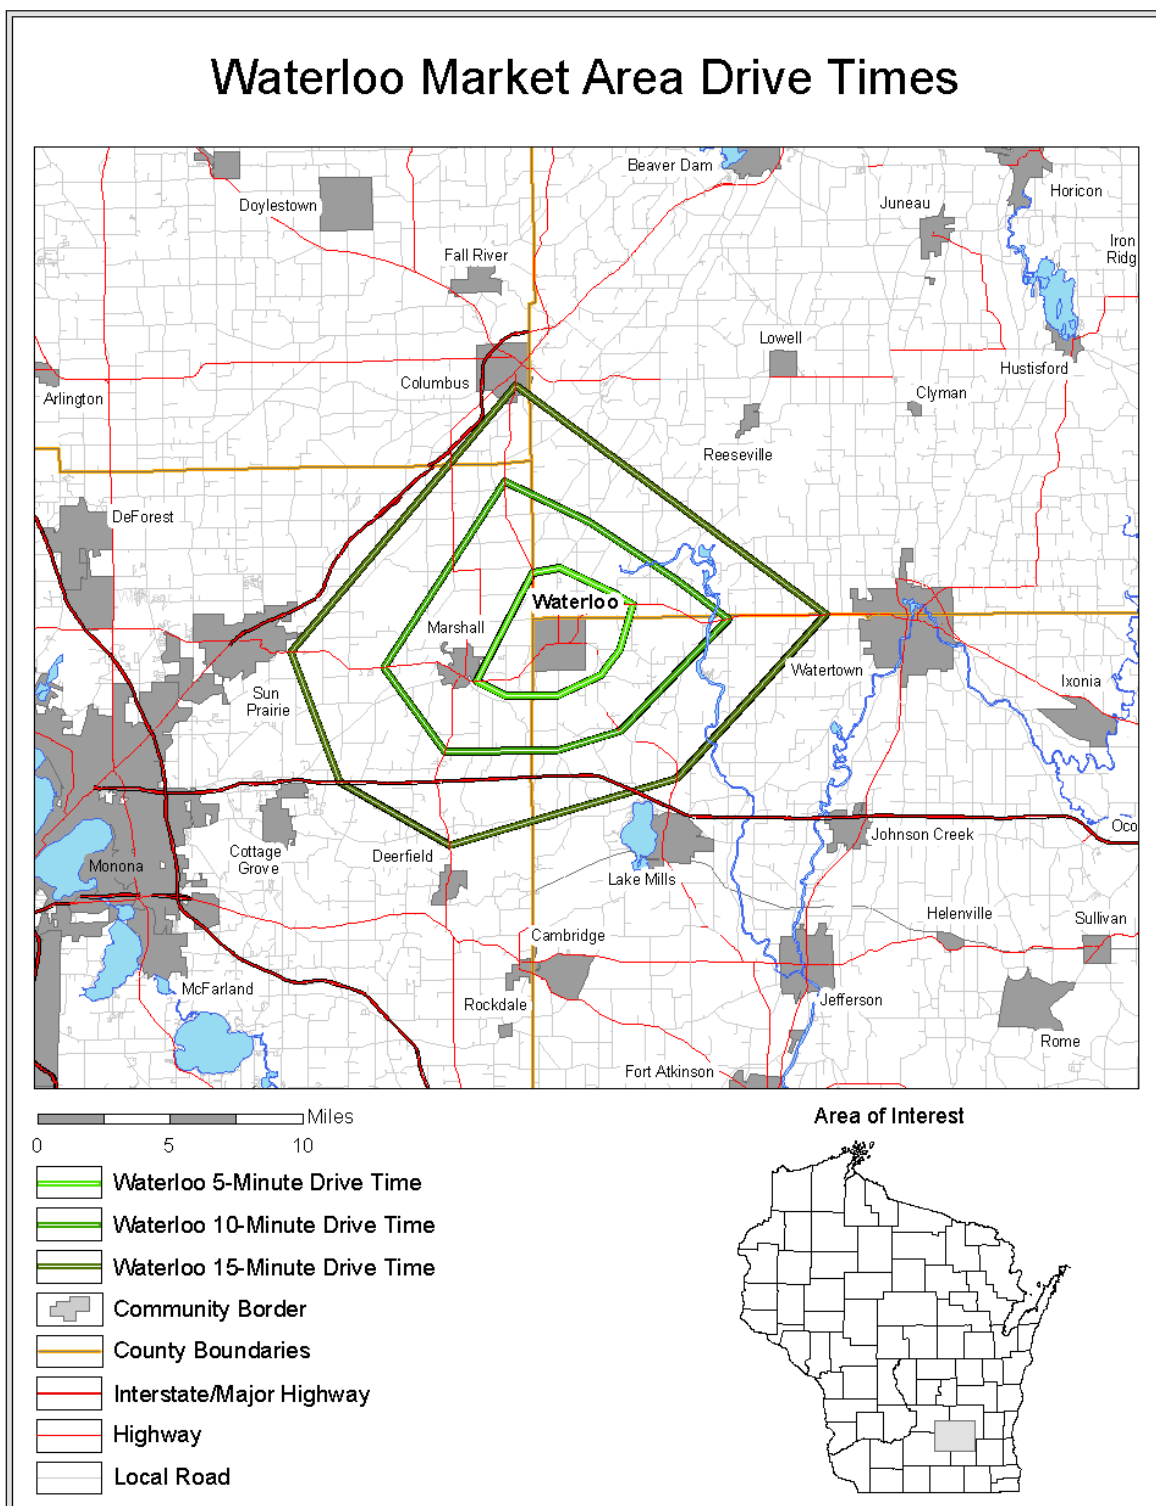 Waterloo Market Area Drive Times
Beaver Dam
Horicon
Doylestown
Juneau
Iron
Ridg
Fall River
Lowell
Hustisford
Columbus
Arlington
Clyman
Reeseville
DeForest
Waterloo
Marshall
Watertown
Ixonia
Sun
Prairie
Oco
Johnson Creek
Cottage
Grove
Deerfield
Monona
Lake Mills
Helenville
Sullivan
Cambridge
McFarland
Rockdale
Jefferson
Rome
Fort Atkinson
Miles
0 5 10
Area of Interest
Waterloo 5-Minute Drive Time
Waterloo 10-Minute Drive Time
Waterloo 15-Minute Drive Time
Community Border
County Boundaries
Interstate/Major Highway
Highway
Local Road